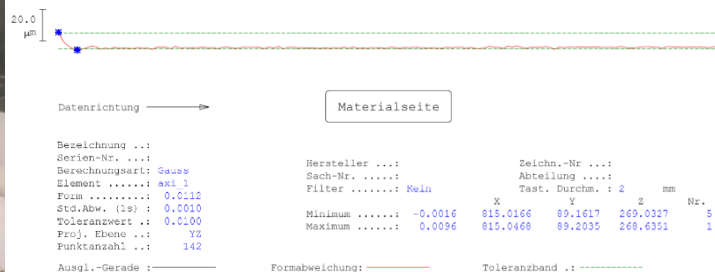 20.0
µm
Datenrichtung
Materialseite
Bezeichnung ..:
Serien-Nr. ...:
Berechnungsart: Gauss
Element ......: axi_1
Form .........: 0.0112
Std.Abw. (1s) : 0.0010
Toleranzwert .: 0.0100
Proj. Ebene ..: YZ
Punktanzahl ..: 142
Hersteller ...:
Sach-Nr. .....:
Filter .......: Kein
Zeichn.-Nr ...:
Abteilung ....:
Tast. Durchm. : 2 mm
X Y Z Nr.
Minimum ......: -0.0016 815.0166 89.1617 269.0327 5
Maximum ......: 0.0096 815.0468 89.2035 268.6351 1
Ausgl.-Gerade : Formabweichung: Toleranzband .: